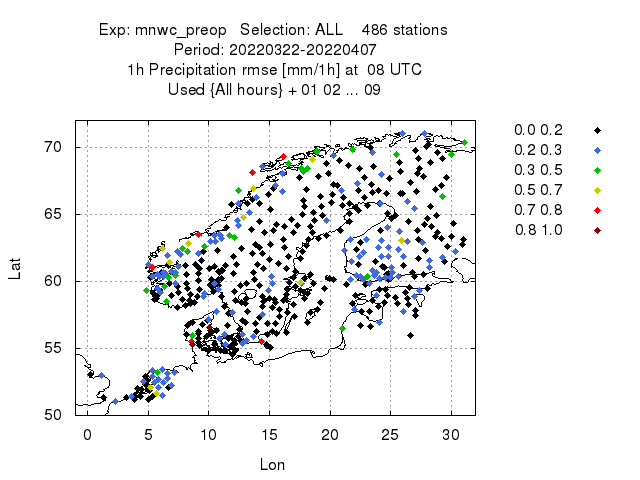 Exp: mnwc_preop   Selection: ALL    486 stations
Period: 20220322-20220407
1h Precipitation rmse [mm/1h] at  08 UTC
Used {All hours} + 01 02 ... 09
0.0 0.2
0.2 0.3
0.3 0.5
0.5 0.7
0.7 0.8
0.8 1.0
70
65
60
55
50
Lat
0 5 10 15 20 25 30
Lon